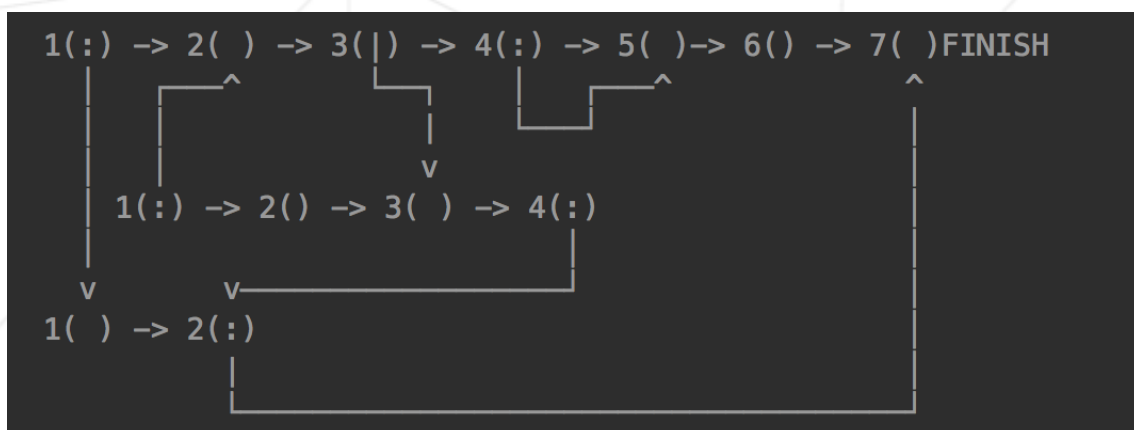 1(:) -> 2( ) -> 3(|) -> 4(:) -> 5( )-> 6() -> 7( )FINISH
^ ^ ^
v
1(:) -> 2() -> 3( ) -> 4(:)
v v
1( ) -> 2(:)